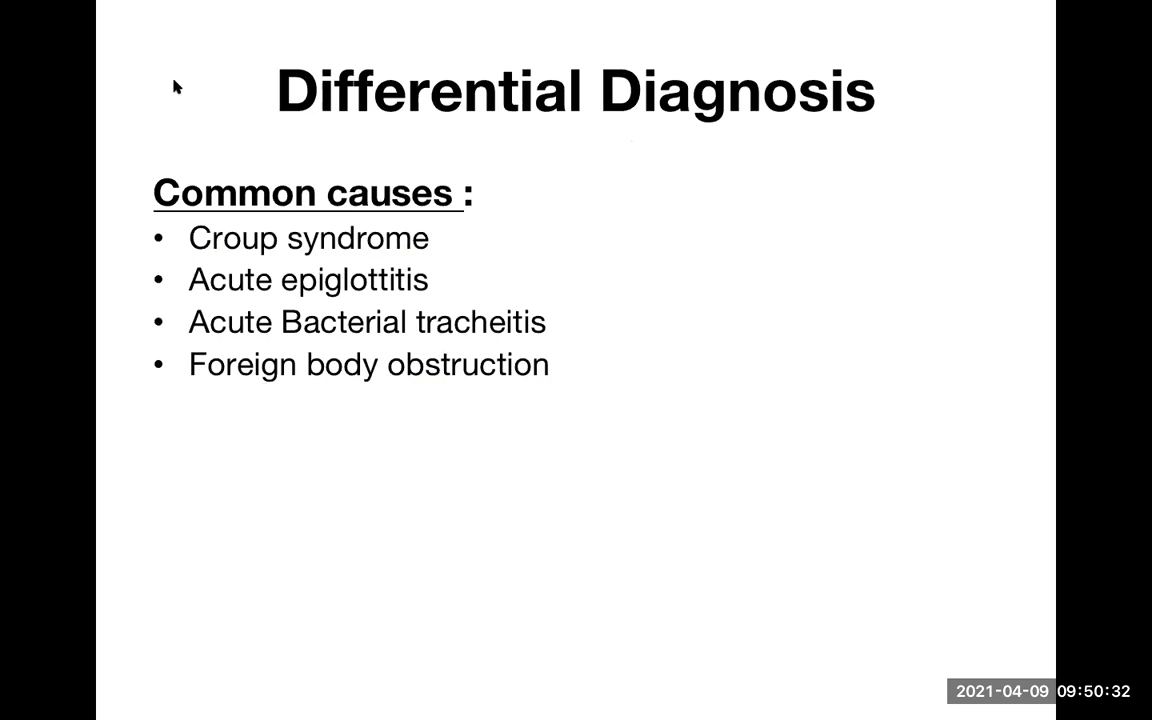 Differential Diagnosis
Common causes :
• Croup syndrome
• Acute epiglottitis
• Acute Bacterial tracheitis
• Foreign body obstruction
2021-04-09 09:50:32